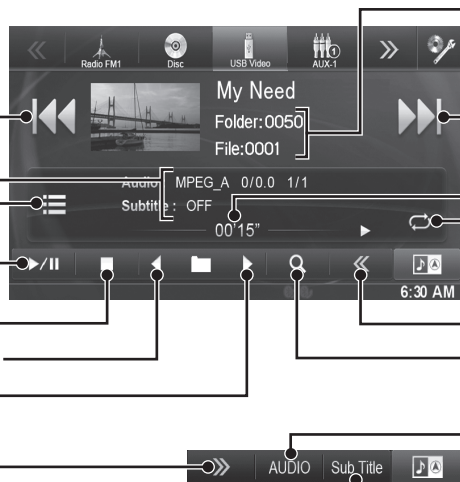 Radio FM1 Disc USB Video AUX-1
1
My Need
Folder:0050
File:0001
Audio : MPEG_A 0/0.0 1/1
Subtitle : OFF
00'15"
6:30 AM
AUDIO Sub Title